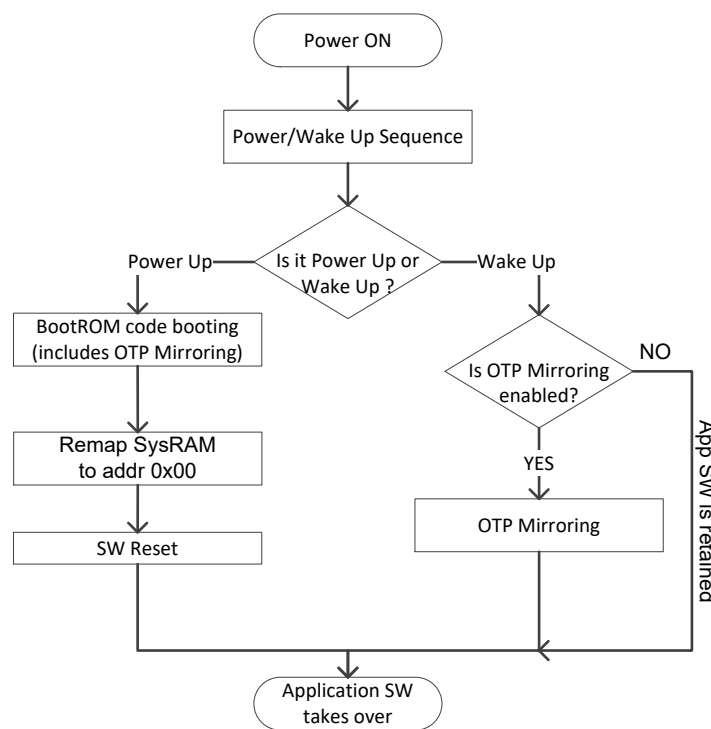 Power ON
Power/Wake Up Sequence
Is it Power Up or
Wake Up ?
Power Up
Wake Up
BootROM code booting
(includes OTP Mirroring)
Is OTP Mirroring
enabled?
NO
App SW is retained
Remap SysRAM
to addr 0x00
YES
SW Reset
OTP Mirroring
Application SW
takes over